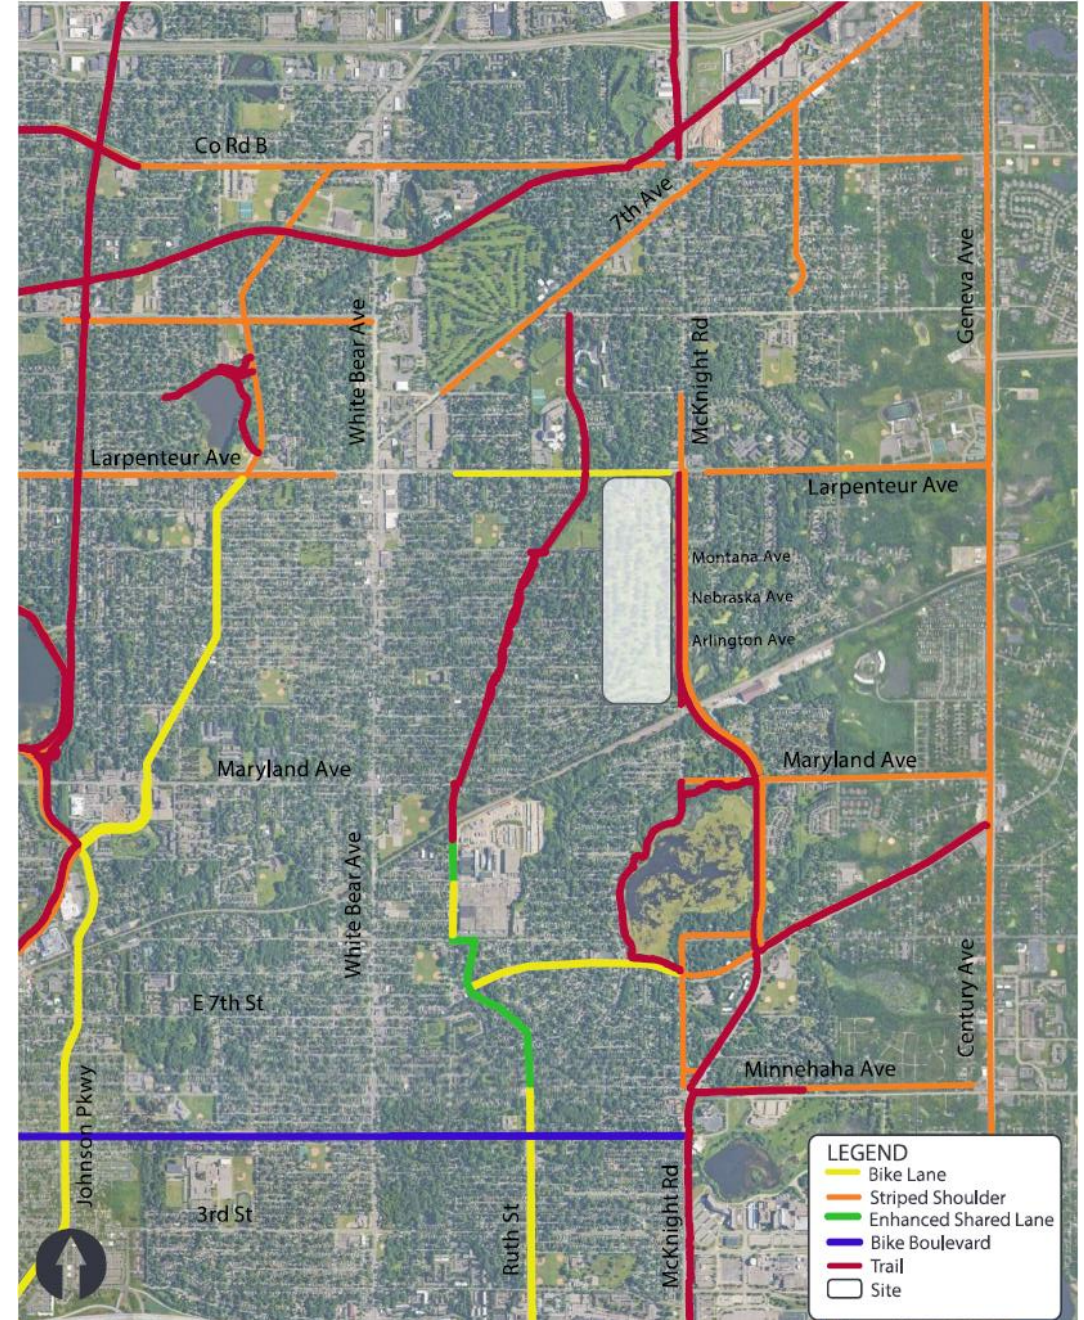 Co Rd B
7th Ave
Geneva Ave
White Bear Ave
McKnight Rd
Larpenteur Ave
Larpenteur Ave
Montana Ave
Nebraska Ave
Arlington Ave
Maryland Ave
Maryland Ave
White Bear Ave
E 7th St
Century Ave
Minnehaha Ave
Johnson Pkwy
3rd St
Ruth St
McKnight Rd
LEGEND
Bike Lane
Striped Shoulder
Enhanced Shared Lane
Bike Boulevard
Trail
Site